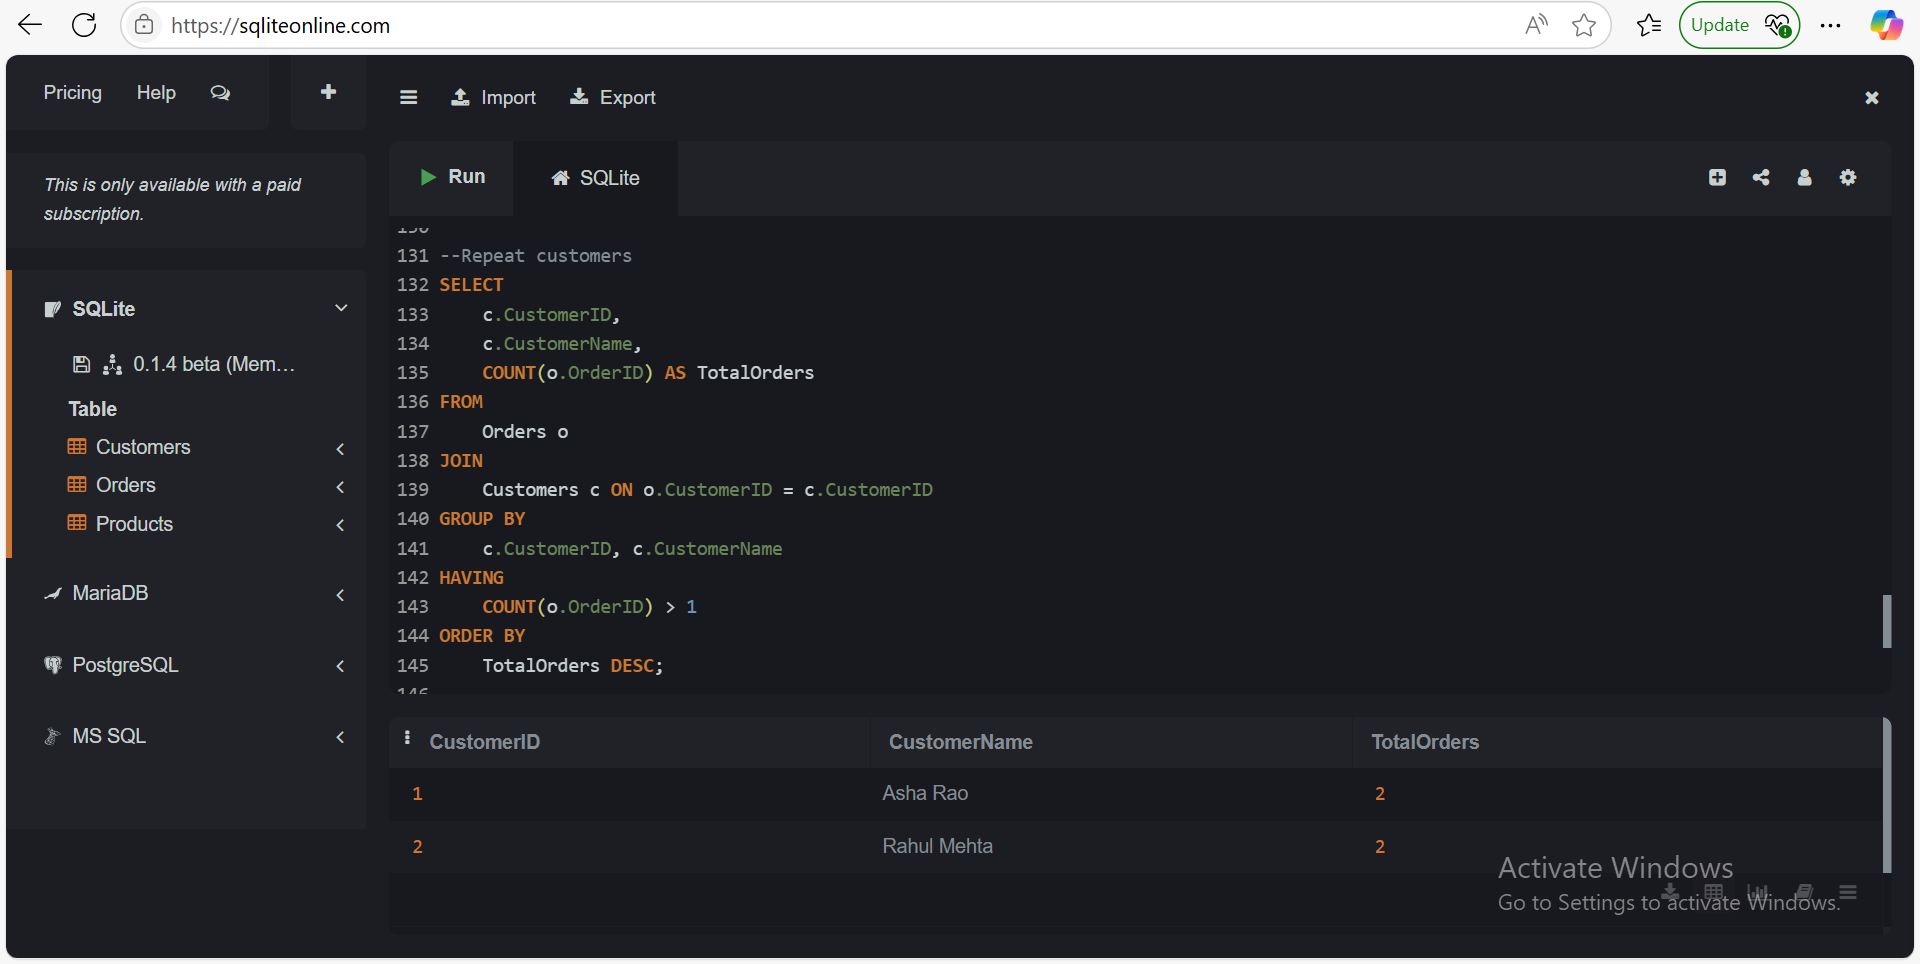 https://sqliteonline.com
Update
Pricing Help
Import Export
This is only available with a paid
subscription.
Run SQLite
SQLite
0.1.4 beta (Mem...
Table
Customers
Orders
Products
MariaDB
PostgreSQL
MS SQL
131 --Repeat customers
132 SELECT
133 c.CustomerID,
134 c.CustomerName,
135 COUNT(o.OrderID) AS TotalOrders
136 FROM
137 Orders o
138 JOIN
139 Customers c ON o.CustomerID = c.CustomerID
140 GROUP BY
141 c.CustomerID, c.CustomerName
142 HAVING
143 COUNT(o.OrderID) > 1
144 ORDER BY
145 TotalOrders DESC;
CustomerID CustomerName TotalOrders
1 Asha Rao 2
2 Rahul Mehta 2
Activate Windows
Go to Settings to activate Windows.